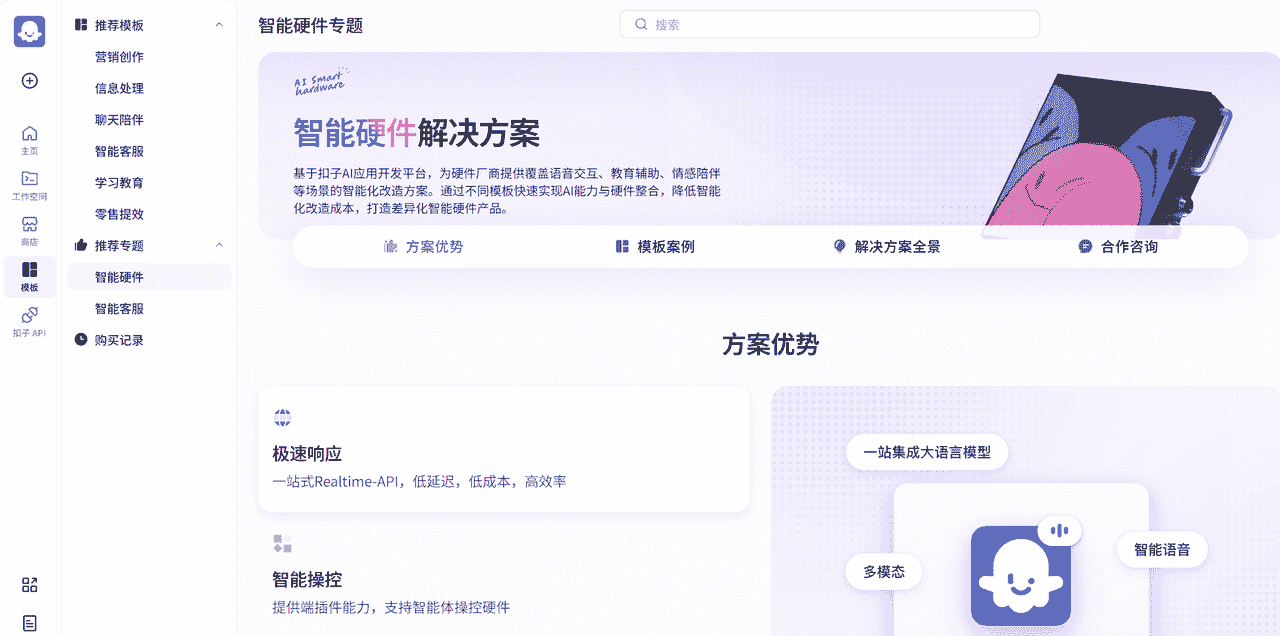 主页
工作空间
商店
模板
扣子 API
推荐模板
营销创作
信息处理
聊天陪伴
智能客服
学习教育
零售提效
推荐专题
智能硬件
智能客服
购买记录
智能硬件专题
搜索
AI Smart
hardware
智能硬件解决方案
基于扣子AI应用开发平台，为硬件厂商提供覆盖语音交互、教育辅助、情感陪伴
等场景的智能化改造方案。通过不同模板快速实现AI能力与硬件整合，降低智能
化改造成本，打造差异化智能硬件产品。
方案优势
模板案例
解决方案全景
合作咨询
方案优势
极速响应
一站式Realtime-API，低延迟，低成本，高效率
智能操控
提供端插件能力，支持智能体操控硬件
一站集成大语言模型
智能语音
多模态